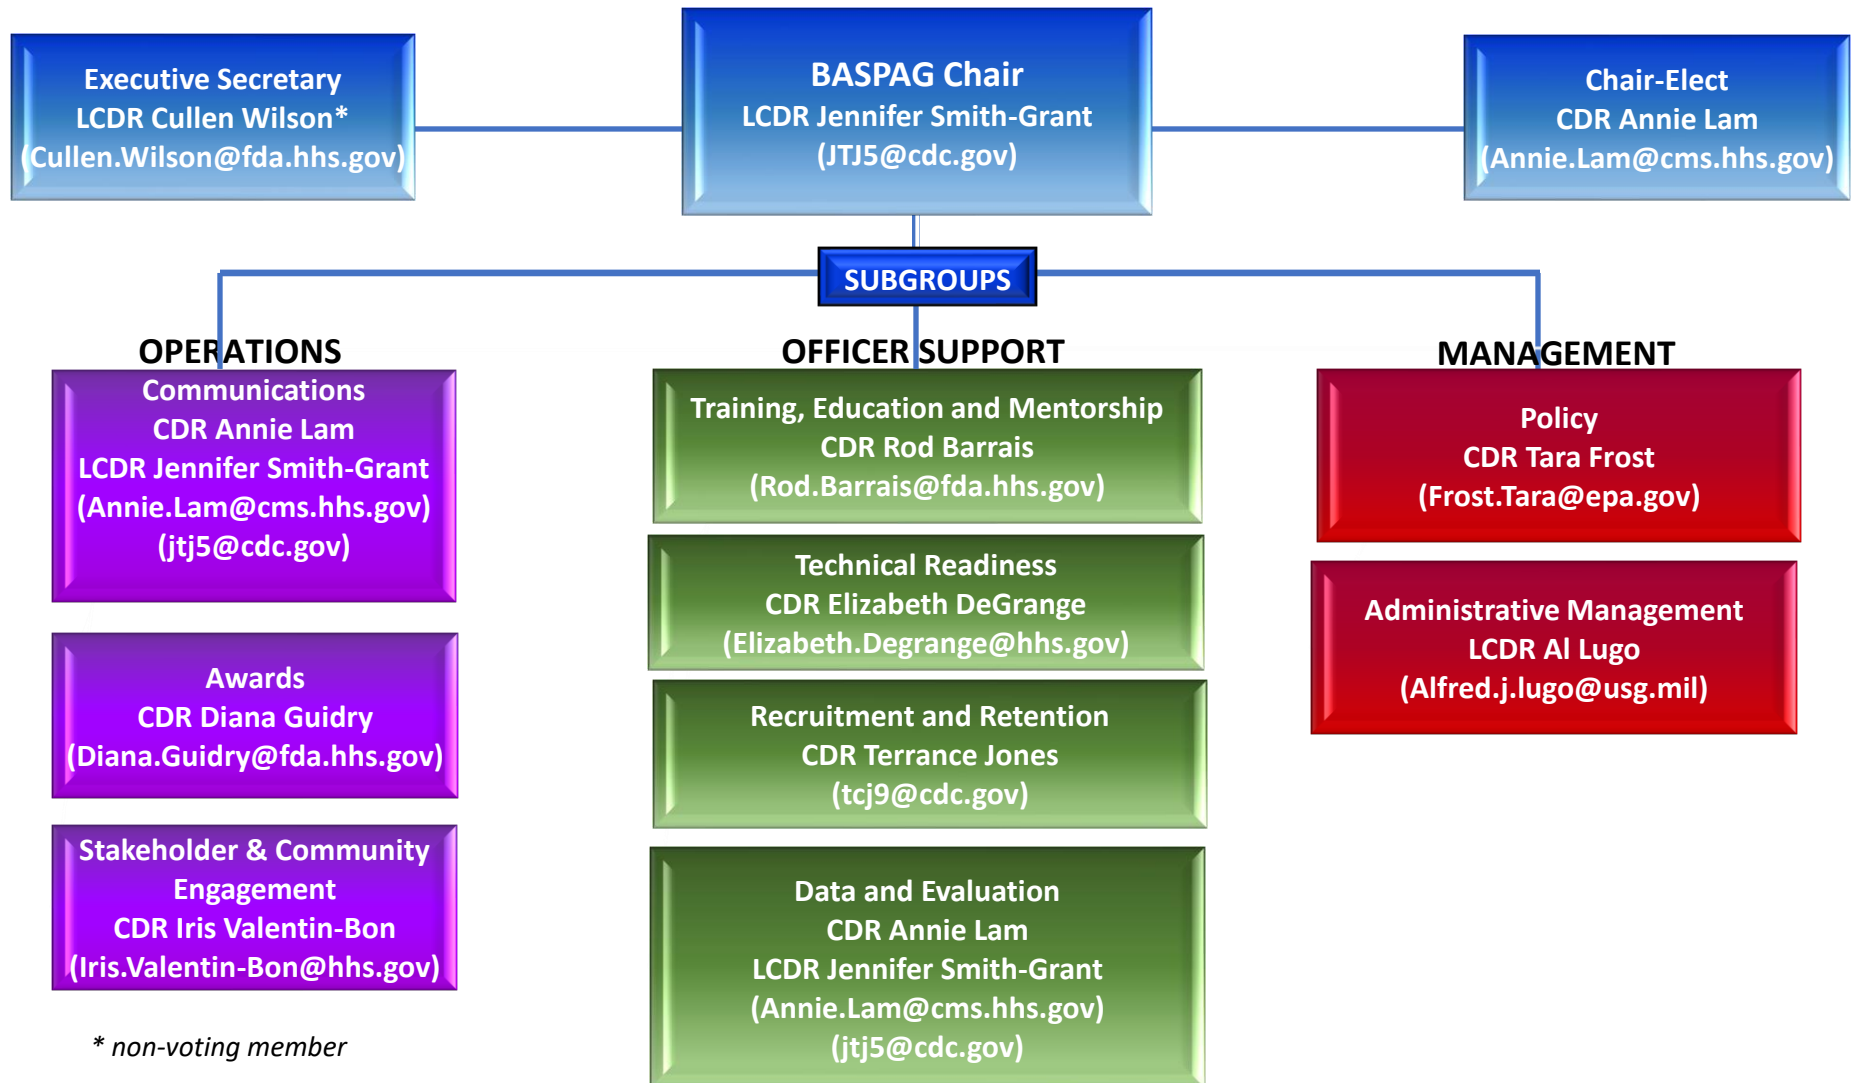 Executive Secretary
LCDR Cullen Wilson*
(Cullen.Wilson@fda.hhs.gov)
BASPAG Chair
LCDR Jennifer Smith-Grant
(JTJ5@cdc.gov)
Chair-Elect
CDR Annie Lam
(Annie.Lam@cms.hhs.gov)
SUBGROUPS
OPERATIONS
Communications
CDR Annie Lam
LCDR Jennifer Smith-Grant
(Annie.Lam@cms.hhs.gov)
(jtj5@cdc.gov)
Awards
CDR Diana Guidry
(Diana.Guidry@fda.hhs.gov)
Stakeholder & Community
Engagement
CDR Iris Valentin-Bon
(Iris.Valentin-Bon@hhs.gov)
OFFICER SUPPORT
Training, Education and Mentorship
CDR Rod Barrais
(Rod.Barrais@fda.hhs.gov)
Technical Readiness
CDR Elizabeth DeGrange
(Elizabeth.Degrange@hhs.gov)
Recruitment and Retention
CDR Terrance Jones
(tcj9@cdc.gov)
Data and Evaluation
CDR Annie Lam
LCDR Jennifer Smith-Grant
(Annie.Lam@cms.hhs.gov)
(jtj5@cdc.gov)
MANAGEMENT
Policy
CDR Tara Frost
(Frost.Tara@epa.gov)
Administrative Management
LCDR Al Lugo
(Alfred.j.lugo@usg.mil)
* non-voting member